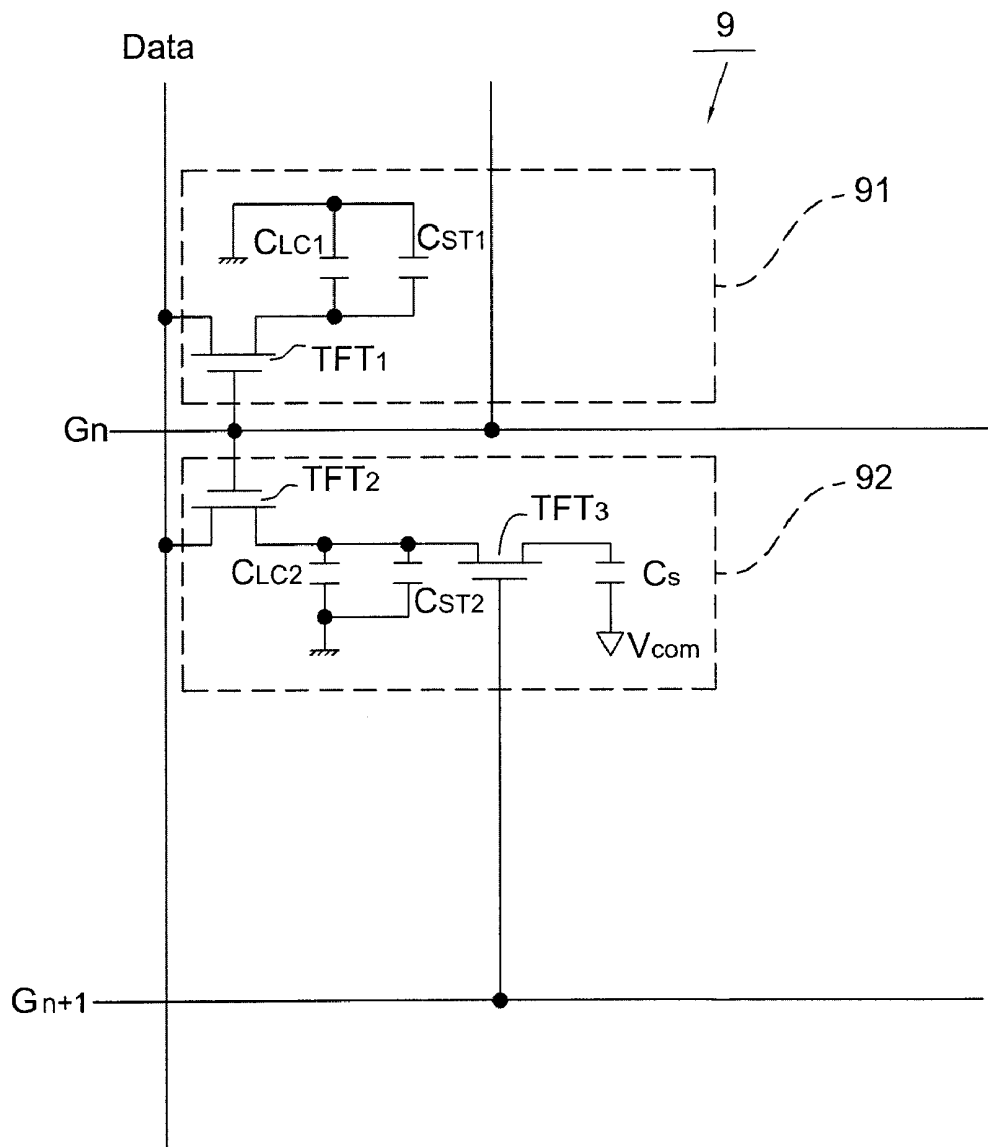 9
Data
91
CLC1
CST1
TFT1
Gn
TFT2
92
TFT3
CLC2
CST2
Cs
Vcom
Gn+1